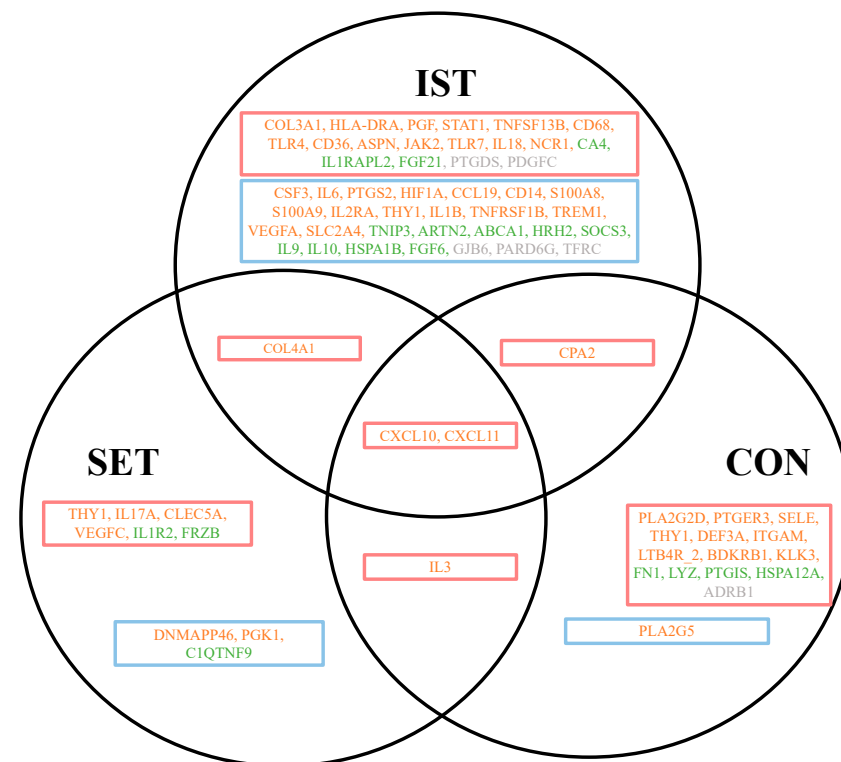 IST
COL3A1, HLA-DRA, PGF, STAT1, TNFSF13B, CD68,
TLR4, CD36, ASPN, JAK2, TLR7, IL18, NCR1, CA4,
IL1RAPL2, FGF21, PTGDS, PDGFC
CSF3, IL6, PTGS2, HIF1A, CCL19, CD14, S100A8,
S100A9, IL2RA, THY1, IL1B, TNFRSF1B, TREM1,
VEGFA, SLC2A4, TNIP3, ARTN2, ABCA1, HRH2, SOCS3,
IL9, IL10, HSPA1B, FGF6, GJB6, PARD6G, TFRC
COL4A1
CPA2
CXCL10, CXCL11
SET
CON
THY1, IL17A, CLEC5A,
VEGFC, IL1R2, FRZB
PLA2G2D, PTGER3, SELE,
THY1, DEF3A, ITGAM,
LTB4R_2, BDKRB1, KLK3,
FN1, LYZ, PTGIS, HSPA12A,
ADRB1
IL3
DNMAPP46, PGK1,
C1QTNF9
PLA2G5